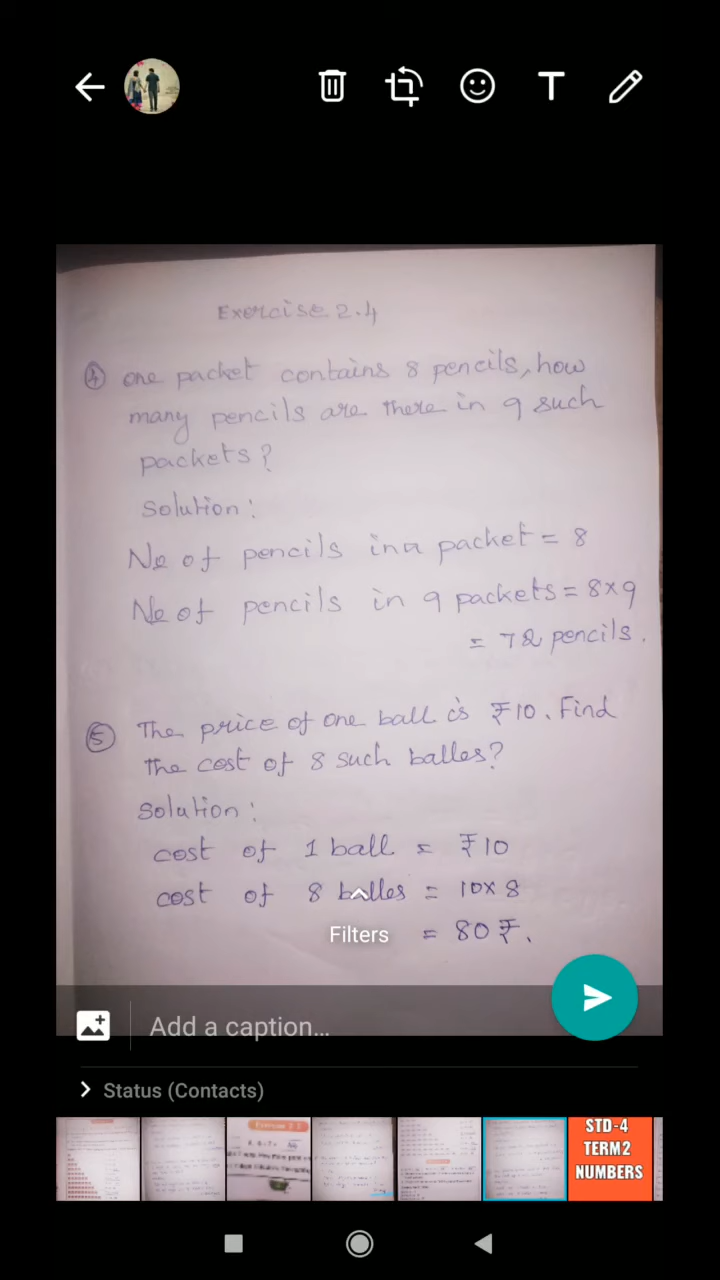 Exercise 2.4
④ one packet contains 8 pencils, how
many pencils are there in 9 such
packets?
Solution:
No of pencils in a packet = 8
No of pencils in 9 packets = 8×9
= 72 pencils.
⑤ The price of one ball is ₹10. Find
the cost of 8 such balles?
Solution:
cost of 1 ball = ₹10
cost of 8 balles = 10×8
Filters
= 80 ₹.
Add a caption...
Status (Contacts)
STD-4
TERM2
NUMBERS